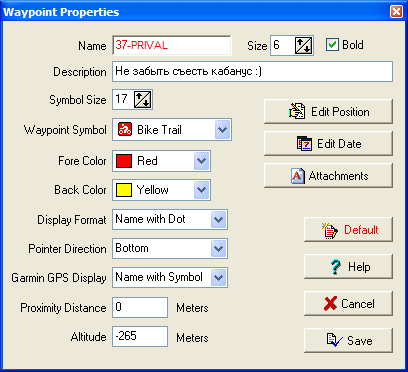 Waypoint Properties
Name 37-PRIVAL Size 6 Bold
Description Не забыть съесть кабанус :)
Symbol Size 17
Edit Position
Waypoint Symbol Bike Trail
Edit Date
Fore Color Red
Attachments
Back Color Yellow
Display Format Name with Dot
Default
Pointer Direction Bottom
Help
Garmin GPS Display Name with Symbol
Proximity Distance 0 Meters
Cancel
Altitude -265 Meters
Save